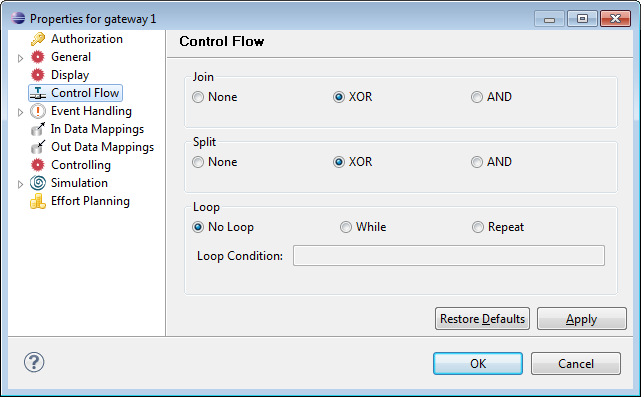 Properties for gateway 1
Authorization
General
Display
Control Flow
Event Handling
In Data Mappings
Out Data Mappings
Controlling
Simulation
Effort Planning
Control Flow
Join
None XOR AND
Split
None XOR AND
Loop
No Loop While Repeat
Loop Condition:
Restore Defaults Apply
? OK Cancel